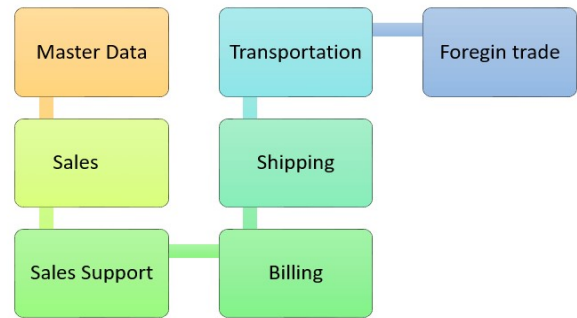 Master Data
Sales
Sales Support
Billing
Shipping
Transportation
Foregin trade